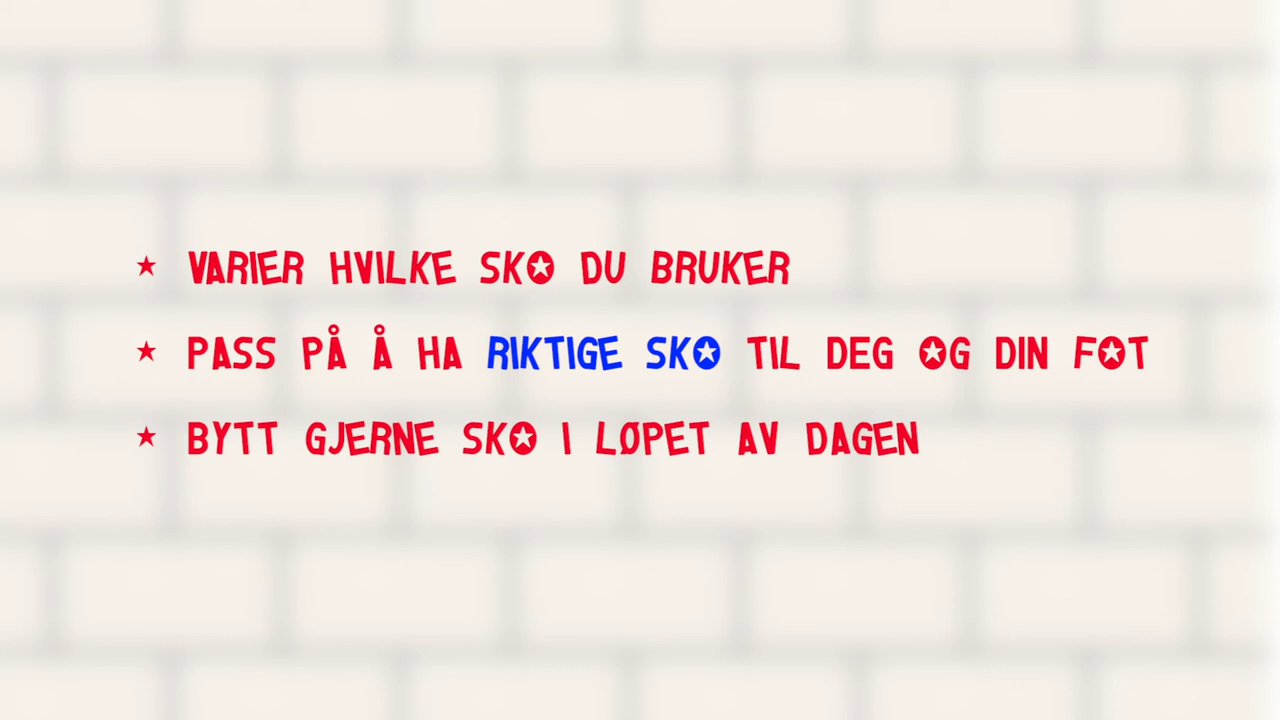 ★ VARIER HVILKE SKO DU BRUKER
★ PASS PÅ Å HA RIKTIGE SKO TIL DEG OG DIN FOT
★ BYTT GJERNE SKO I LØPET AV DAGEN